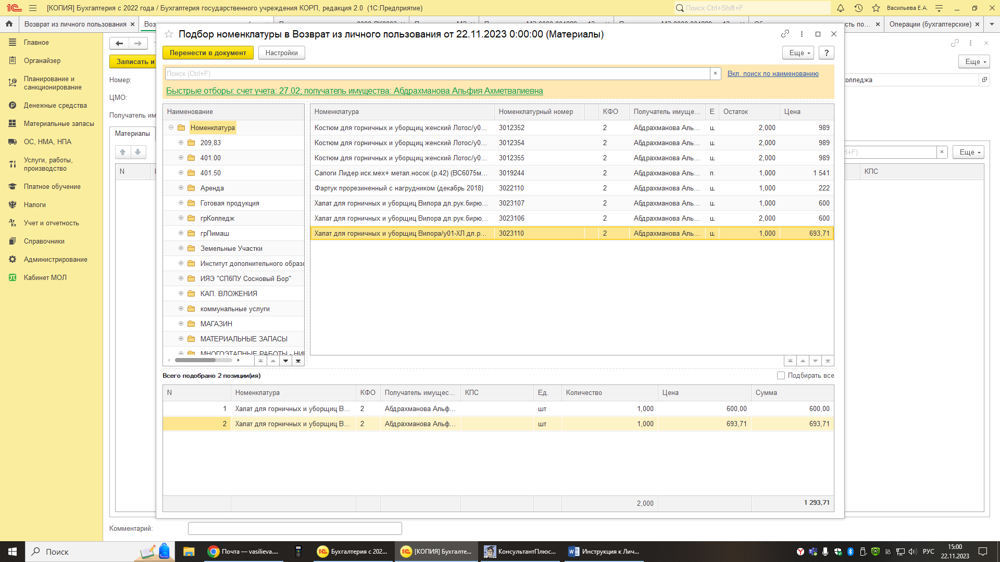 [КОПИЯ] Бухгалтерия с 2022 года / Бухгалтерия государственного учреждения КОРП, редакция 2.0 (1С:Предприятие)
Поиск Ctrl+Shift+F
Васильева Е.А.
Возврат из личного пользования
Операции (бухгалтерские)
Главное
Органайзер
Планирование и
санкционирование
Денежные средства
Материальные запасы
ОС, НМА, НПА
Услуги, работы,
производство
Платное обучение
Налоги
Учет и отчетность
Справочники
Администрирование
Кабинет МОЛ
Записать и
Номер:
ЦМО:
Получатель им
Материалы
N
Еще
Еще
КПС
Подбор номенклатуры в Возврат из личного пользования от 22.11.2023 0:00:00 (Материалы)
Перенести в документ
Настройки
Еще
?
Поиск (Ctrl+F)
Вкл. поиск по наименованию
Быстрые отборы: счет учета: 27.02; получатель имущества: Абдрахманова Альфия Ахметвалиевна
Наименование
Номенклатура
209,83
401.00
401.50
Аренда
Готовая продукция
грКолледж
грПимаш
Земельные Участки
Институт дополнительного образо
ИЯЭ "СПбПУ Сосновый Бор"
КАП. ВЛОЖЕНИЯ
коммунальные услуги
МАГАЗИН
МАТЕРИАЛЬНЫЕ ЗАПАСЫ
МНОГОЭТАПНЫЕ РАБОТЫ - НИ
Номенклатура Номенклатурный номер КФО Получатель имуще... Е Остаток Цена
Костюм для горничных и уборщиц женский Лотос/у0... 3012352 2 Абдрахманова Аль... ш 2,000 989
Костюм для горничных и уборщиц женский Лотос/у0... 3012354 2 Абдрахманова Аль... ш 2,000 989
Костюм для горничных и уборщиц женский Лотос/у0... 3012355 2 Абдрахманова Аль... ш 2,000 989
Сапоги Лидер иск.мех+ метал.носок (р.42) (ВС6075м... 3019244 2 Абдрахманова Аль... п. 1,000 1 541
Фартук прорезиненный с нагрудником (декабрь 2018) 3022110 2 Абдрахманова Аль... ш 1,000 222
Халат для горничных и уборщиц Вилора дл.рук.бирю... 3023107 2 Абдрахманова Аль... ш 1,000 600
Халат для горничных и уборщиц Вилора дл.рук.бирю... 3023106 2 Абдрахманова Аль... ш 2,000 600
Халат для горничных и уборщиц Вилора/у01-ХЛ дл.р... 3023110 2 Абдрахманова Аль... ш 1,000 693,71
Всего подобрано 2 позиции(ия)
Подбирать все
N Номенклатура КФО Получатель имущес... КПС Ед. Количество Цена Сумма
1 Халат для горничных и уборщиц В... 2 Абдрахманова Альф... шт 1,000 600,00 600,00
2 Халат для горничных и уборщиц В... 2 Абдрахманова Альф... шт 1,000 693,71 693,71
2,000 1 293,71
Комментарий:
Поиск
Почта — vasilieva....
Бухгалтерия с 202...
[КОПИЯ] Бухгалте...
КонсультантПлюс...
Инструкция к Лич...
РУС
15:00
22.11.2023